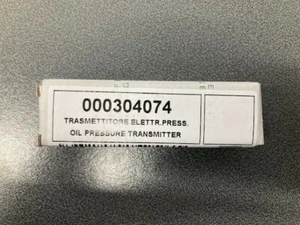 000304074
TRASMETTITORE ELETTR.PRESS.
OIL PRESSURE TRANSMITTER